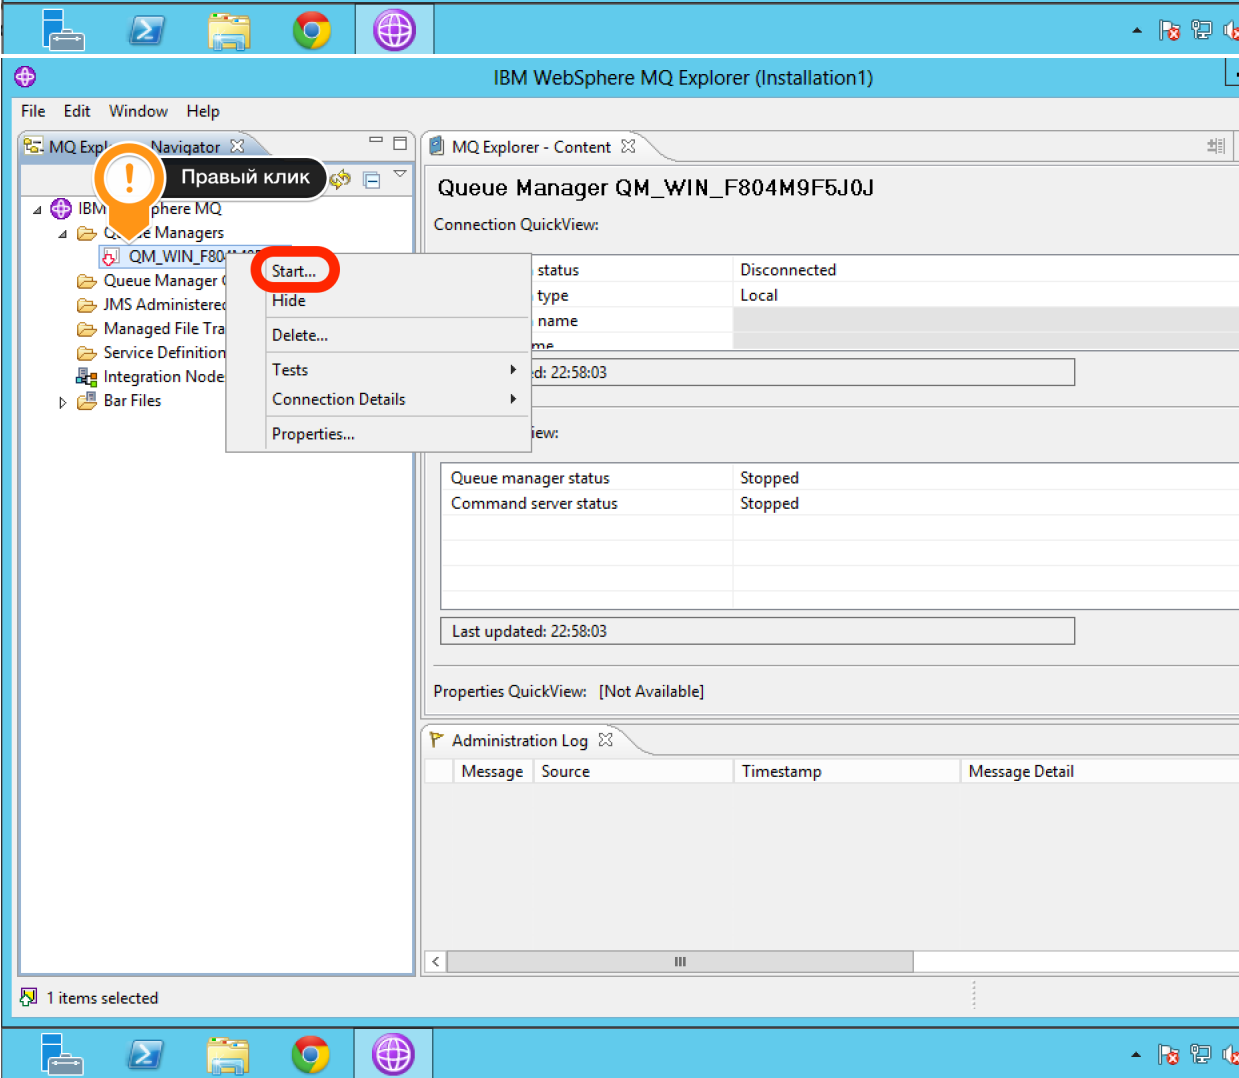 IBM WebSphere MQ Explorer (Installation1)
File Edit Window Help
MQ Navigator
Правый клик
MQ Explorer - Content
Queue Manager QM_WIN_F804M9F5J0J
Connection QuickView:
IBM phere MQ
Managers
QM_WIN_F804M9F5
Queue Manager
JMS Administered
Managed File Tra
Service Definition
Integration Node
Bar Files
Start...
Hide
Delete...
Tests
Connection Details
Properties...
status Disconnected
type Local
name
me
ed: 22:58:03
iew:
Queue manager status Stopped
Command server status Stopped
Last updated: 22:58:03
Properties QuickView: [Not Available]
Administration Log
Message Source Timestamp Message Detail
1 items selected